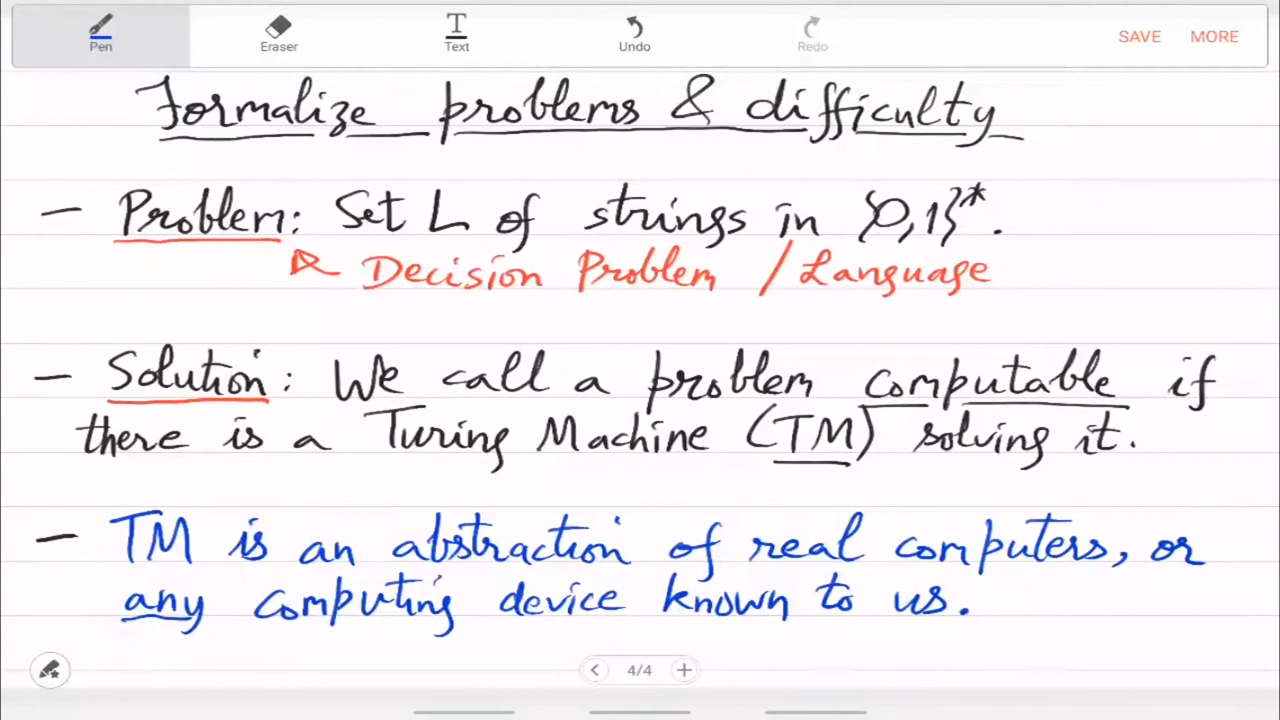 Pen Eraser Text Undo Redo SAVE MORE
Formalize problems & difficulty
- Problem: Set L of strings in {0,1}*.
Decision Problem / Language
- Solution: We call a problem computable if
there is a Turing Machine (TM) solving it.
- TM is an abstraction of real computers, or
any computing device known to us.
4/4